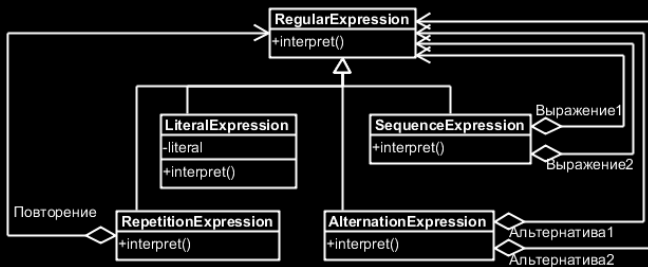 RegularExpression
+interpret()
LiteralExpression
-literal
+interpret()
SequenceExpression
+interpret()
Выражение1
Выражение2
Повторение
RepetitionExpression
+interpret()
AlternationExpression
+interpret()
Альтернатива1
Альтернатива2